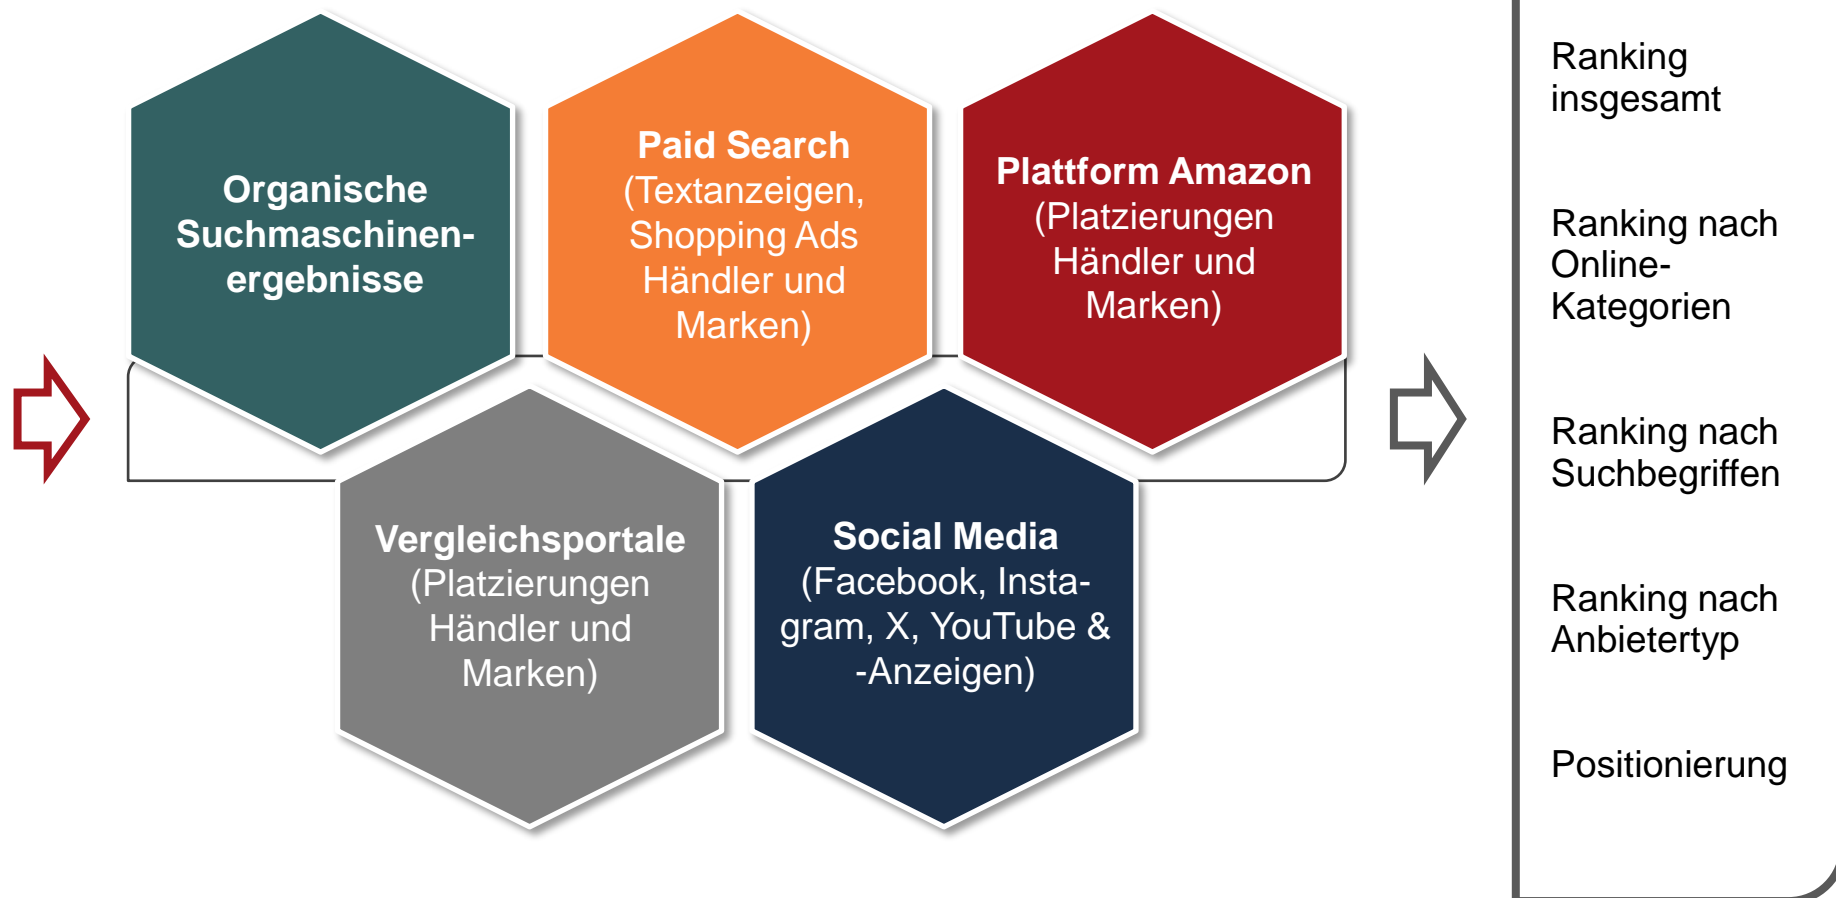 Organische
Suchmaschinen-
ergebnisse
Paid Search
(Textanzeigen,
Shopping Ads
Händler und
Marken)
Plattform Amazon
(Platzierungen
Händler und
Marken)
Vergleichsportale
(Platzierungen
Händler und
Marken)
Social Media
(Facebook, Insta-
gram, X, YouTube &
-Anzeigen)
Ranking
insgesamt
Ranking nach
Online-
Kategorien
Ranking nach
Suchbegriffen
Ranking nach
Anbietertyp
Positionierung